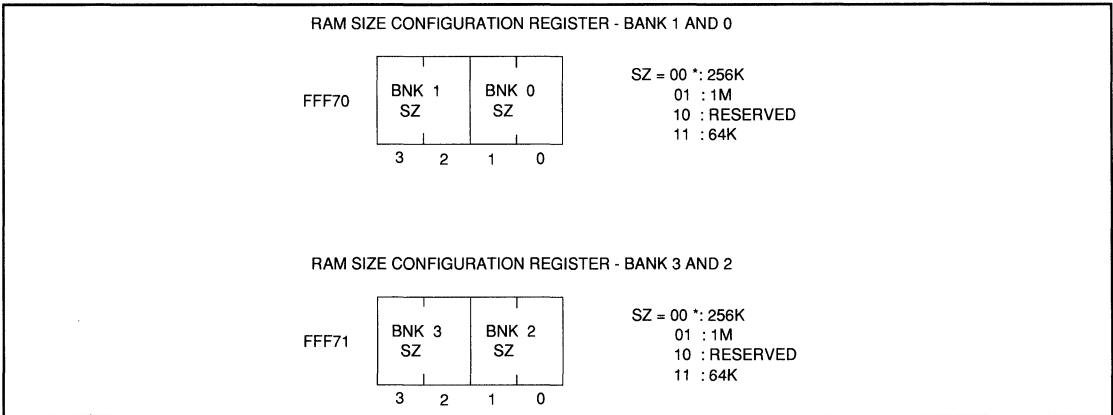 RAM SIZE CONFIGURATION REGISTER - BANK 1 AND 0
FFF70
BNK 1
SZ
BNK 0
SZ
3 2 1 0
SZ = 00 *: 256K
01 : 1M
10 : RESERVED
11 : 64K
RAM SIZE CONFIGURATION REGISTER - BANK 3 AND 2
FFF71
BNK 3
SZ
BNK 2
SZ
3 2 1 0
SZ = 00 *: 256K
01 : 1M
10 : RESERVED
11 : 64K